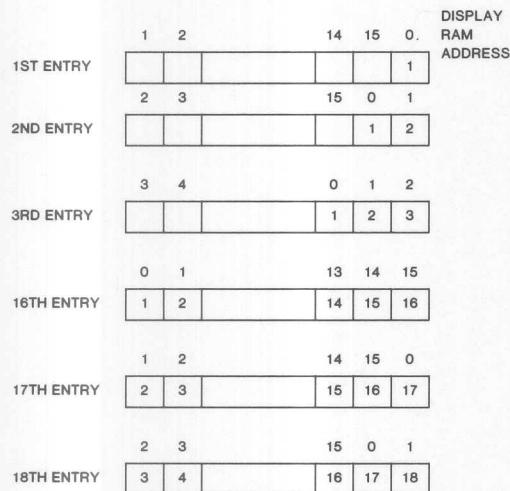 DISPLAY
RAM
ADDRESS
1 2 14 15 0.
1ST ENTRY 1
2 3 15 0 1
2ND ENTRY 1 2
3 4 0 1 2
3RD ENTRY 1 2 3
0 1 13 14 15
16TH ENTRY 1 2 14 15 16
1 2 14 15 0
17TH ENTRY 2 3 15 16 17
2 3 15 0 1
18TH ENTRY 3 4 16 17 18